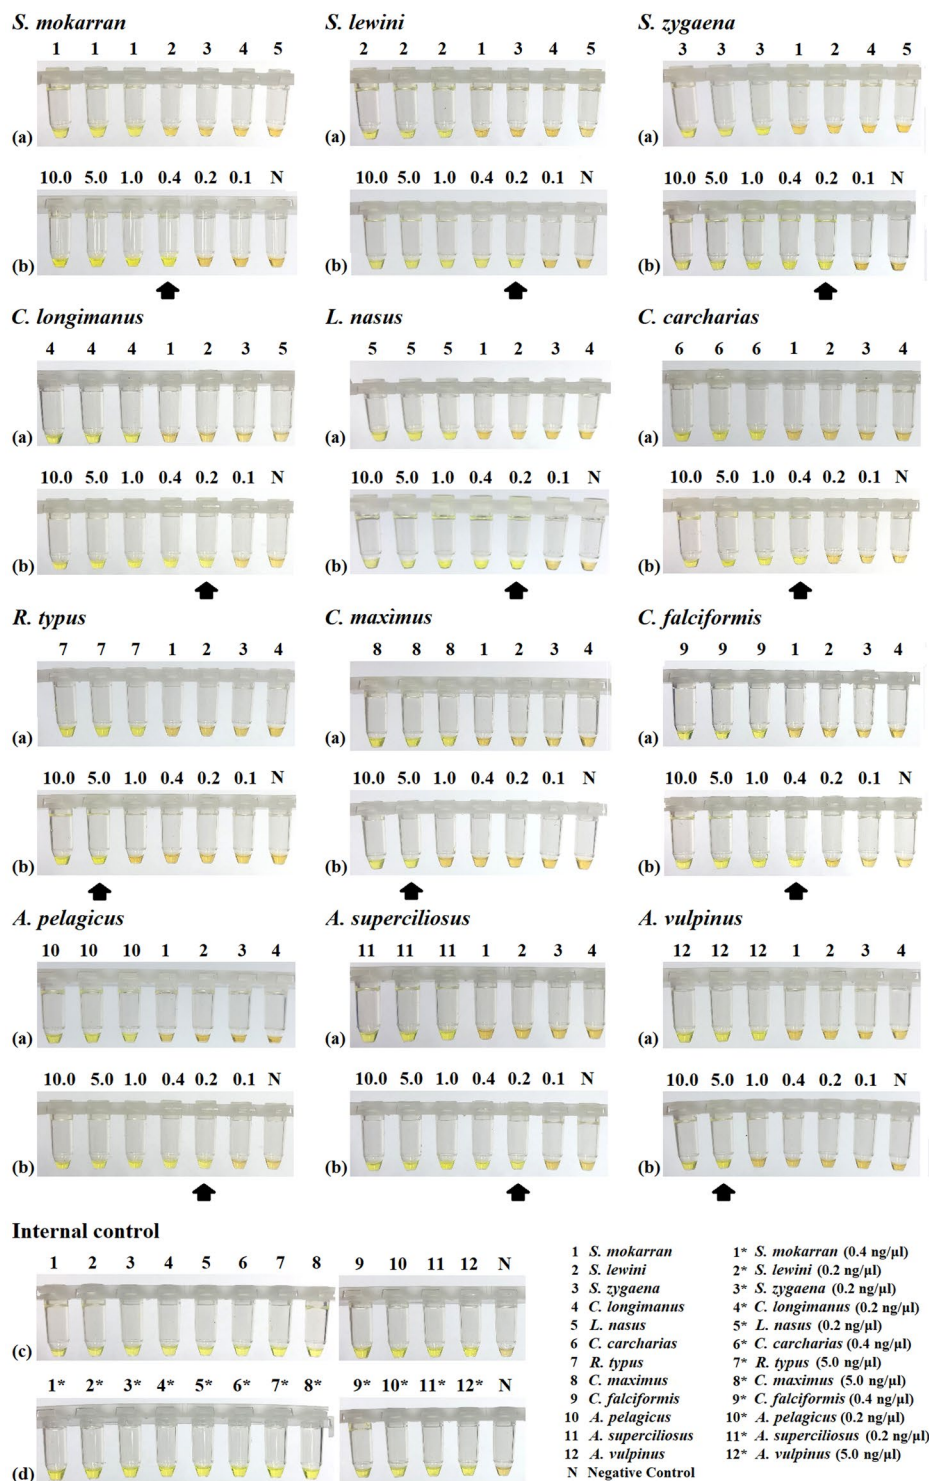 S. mokarran S. lewini S. zygaena
1 1 1 2 3 4 5 2 2 2 1 3 4 5 3 3 3 1 2 4 5
(a) (a) (a)
10.0 5.0 1.0 0.4 0.2 0.1 N 10.0 5.0 1.0 0.4 0.2 0.1 N 10.0 5.0 1.0 0.4 0.2 0.1 N
(b) (b) (b)
C. longimanus L. nasus C. carcharias
4 4 4 1 2 3 5 5 5 5 1 2 3 4 6 6 6 1 2 3 4
(a) (a) (a)
10.0 5.0 1.0 0.4 0.2 0.1 N 10.0 5.0 1.0 0.4 0.2 0.1 N 10.0 5.0 1.0 0.4 0.2 0.1 N
(b) (b) (b)
R. typus C. maximus C. falciformis
7 7 7 1 2 3 4 8 8 8 1 2 3 4 9 9 9 1 2 3 4
(a) (a) (a)
10.0 5.0 1.0 0.4 0.2 0.1 N 10.0 5.0 1.0 0.4 0.2 0.1 N 10.0 5.0 1.0 0.4 0.2 0.1 N
(b) (b) (b)
A. pelagicus A. superciliosus A. vulpinus
10 10 10 1 2 3 4 11 11 11 1 2 3 4 12 12 12 1 2 3 4
(a) (a) (a)
10.0 5.0 1.0 0.4 0.2 0.1 N 10.0 5.0 1.0 0.4 0.2 0.1 N 10.0 5.0 1.0 0.4 0.2 0.1 N
(b) (b) (b)
Internal control
1 2 3 4 5 6 7 8 9 10 11 12 N
(c)
1* 2* 3* 4* 5* 6* 7* 8* 9* 10* 11* 12* N
(d)
1 S. mokarran 1* S. mokarran (0.4 ng/µl)
2 S. lewini 2* S. lewini (0.2 ng/µl)
3 S. zygaena 3* S. zygaena (0.2 ng/µl)
4 C. longimanus 4* C. longimanus (0.2 ng/µl)
5 L. nasus 5* L. nasus (0.2 ng/µl)
6 C. carcharias 6* C. carcharias (0.4 ng/µl)
7 R. typus 7* R. typus (5.0 ng/µl)
8 C. maximus 8* C. maximus (5.0 ng/µl)
9 C. falciformis 9* C. falciformis (0.4 ng/µl)
10 A. pelagicus 10* A. pelagicus (0.2 ng/µl)
11 A. superciliosus 11* A. superciliosus (0.2 ng/µl)
12 A. vulpinus 12* A. vulpinus (5.0 ng/µl)
N Negative Control